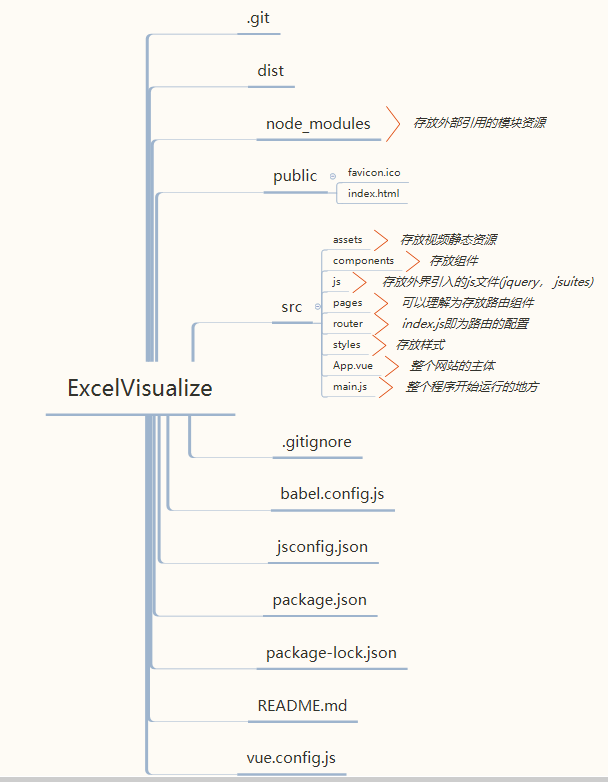 .git
dist
node_modules 存放外部引用的模块资源
public
favicon.ico
index.html
src
assets 存放视频静态资源
components 存放组件
js 存放外界引入的js文件(jquery， jsuites)
pages 可以理解为存放路由组件
router index.js即为路由的配置
styles 存放样式
App.vue 整个网站的主体
main.js 整个程序开始运行的地方
ExcelVisualize
.gitignore
babel.config.js
jsconfig.json
package.json
package-lock.json
README.md
vue.config.js